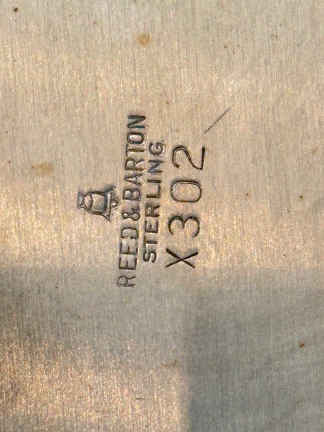 REED & BARTON
STERLING
X302